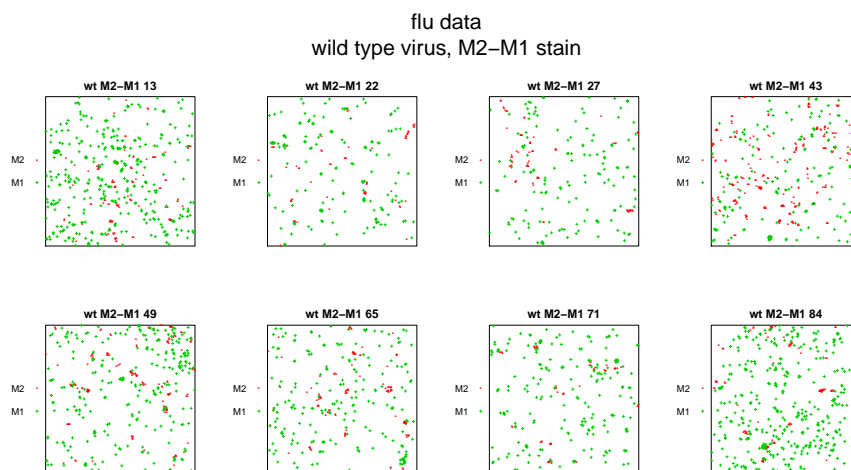 flu data
wild type virus, M2−M1 stain
wt M2−M1 13
wt M2−M1 22
wt M2−M1 27
wt M2−M1 43
M2
M1
M2
M1
M2
M1
M2
M1
wt M2−M1 49
wt M2−M1 65
wt M2−M1 71
wt M2−M1 84
M2
M1
M2
M1
M2
M1
M2
M1